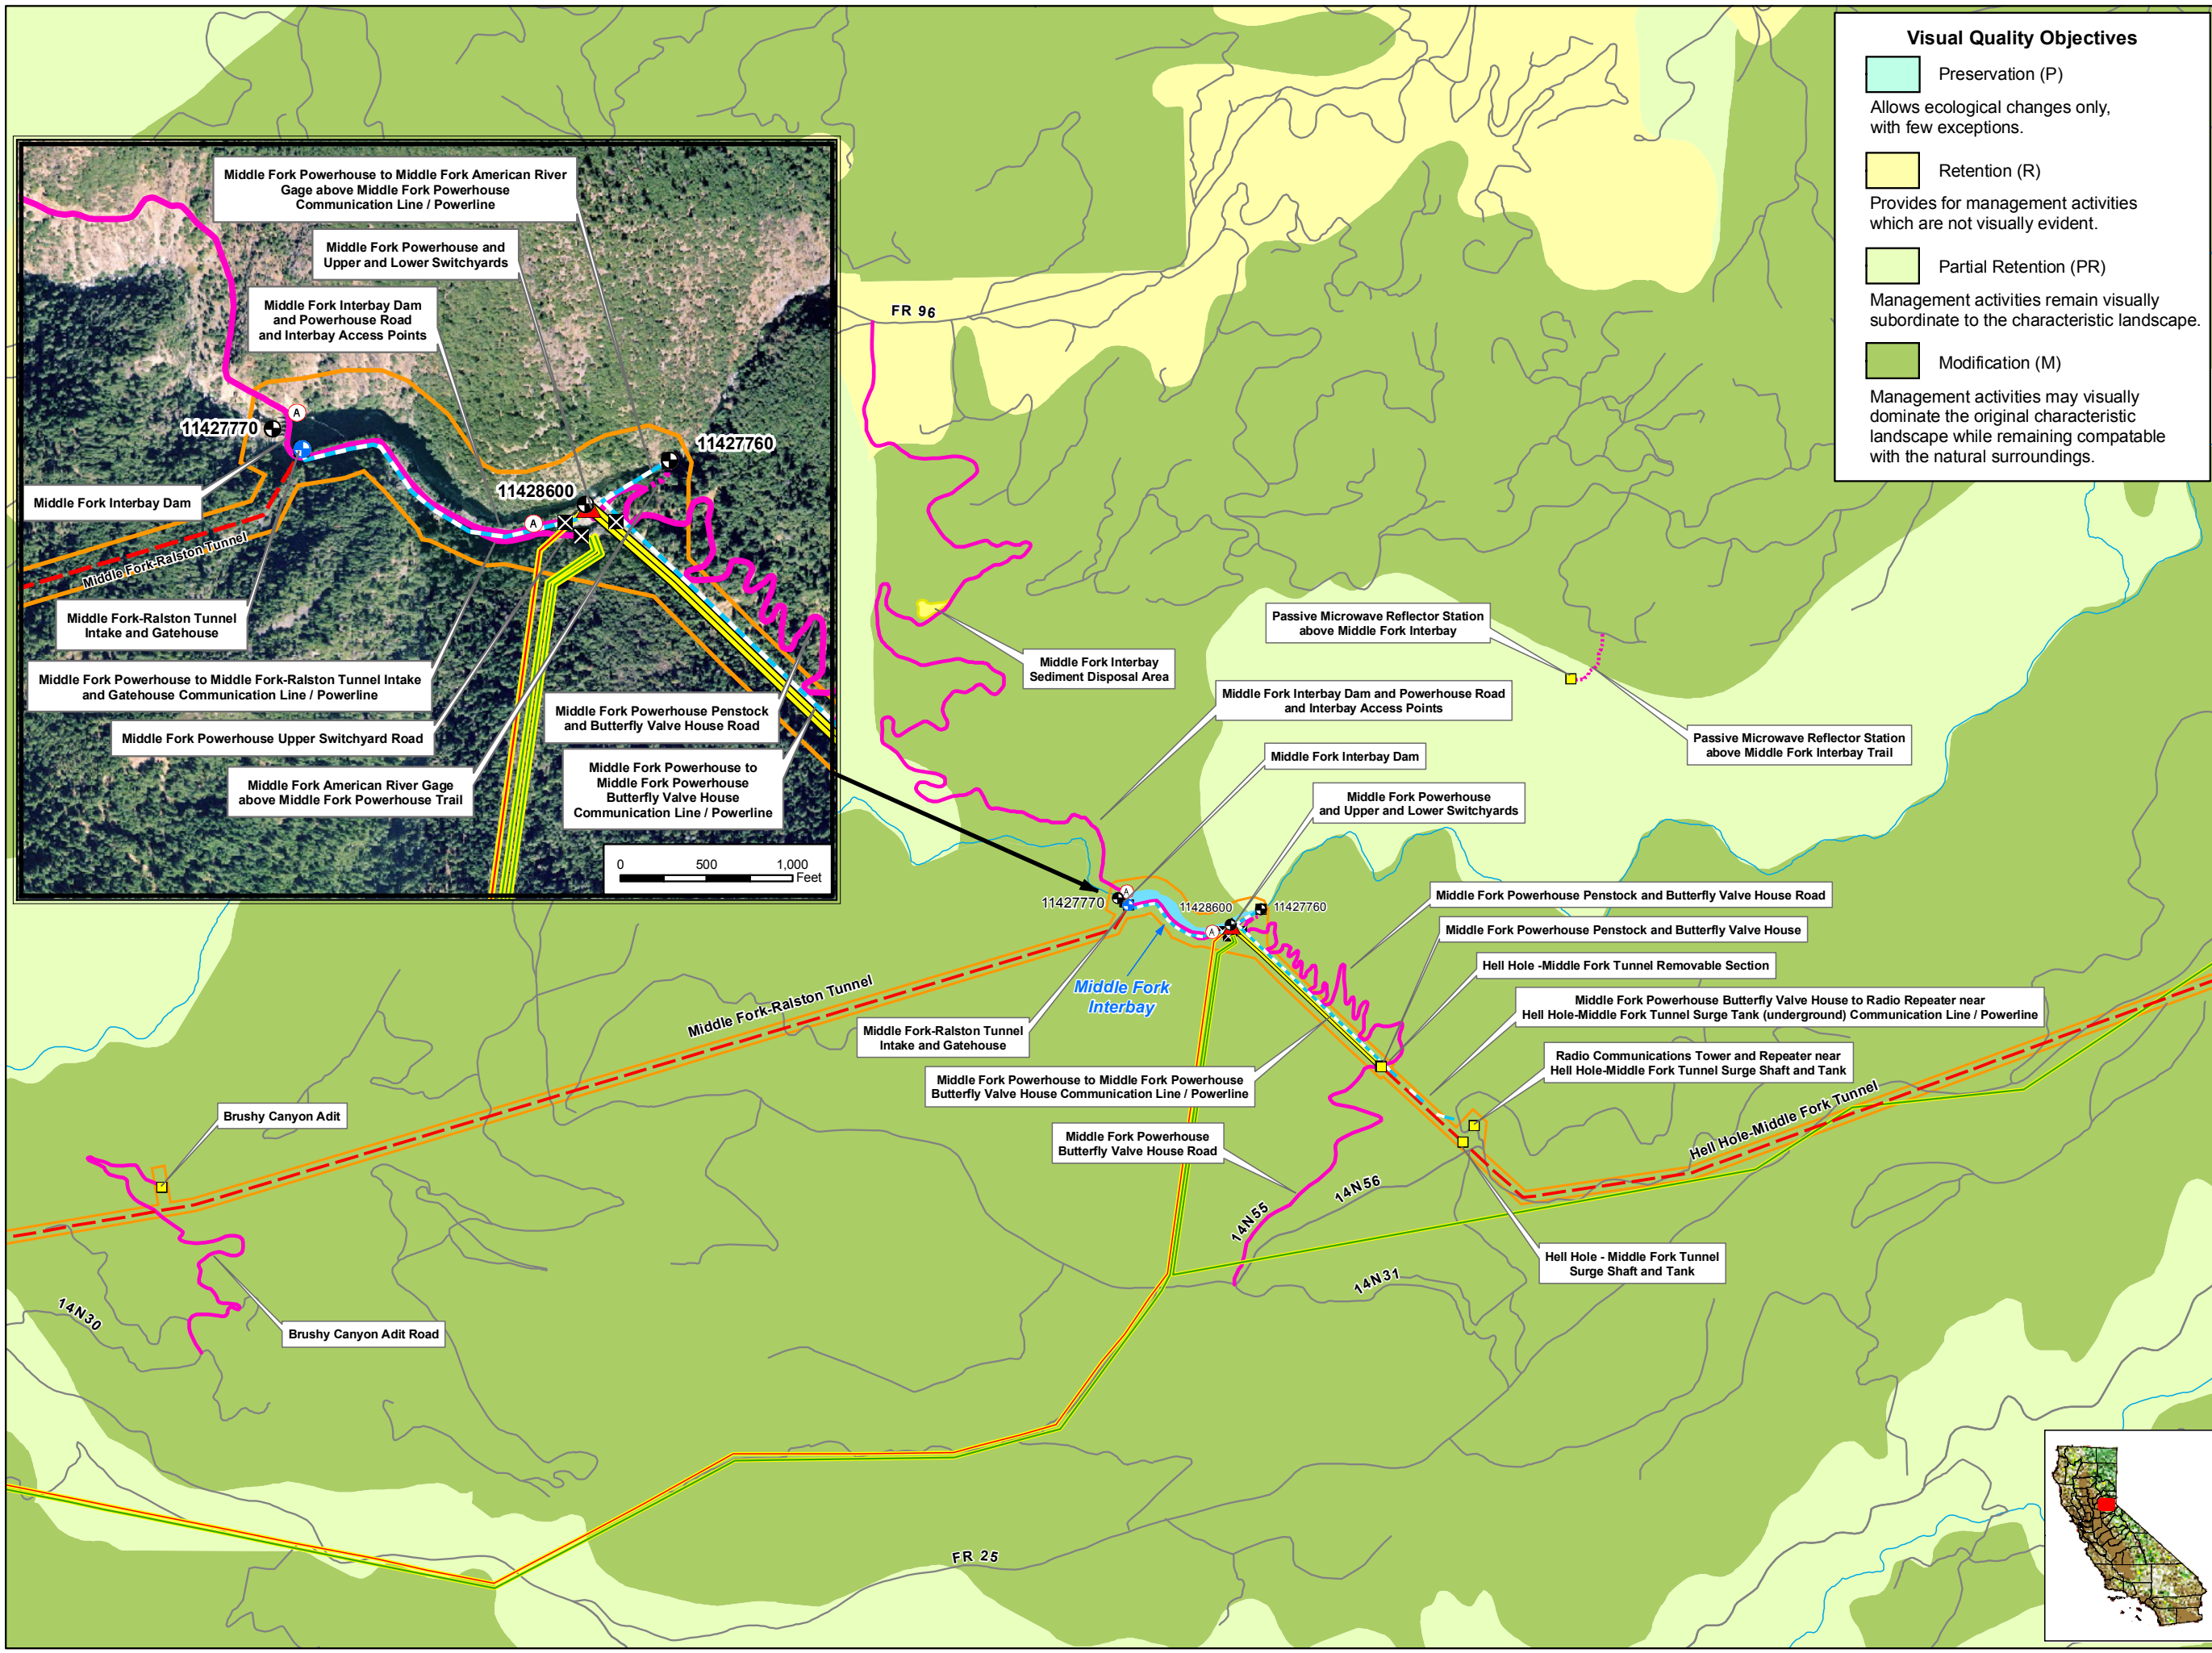 Visual Quality Objectives
Preservation (P)
Allows ecological changes only,
with few exceptions.
Retention (R)
Provides for management activities
which are not visually evident.
Partial Retention (PR)
Management activities remain visually
subordinate to the characteristic landscape.
Modification (M)
Management activities may visually
dominate the original characteristic
landscape while remaining compatable
with the natural surroundings.
Middle Fork Powerhouse to Middle Fork American River
Gage above Middle Fork Powerhouse
Communication Line / Powerline
Middle Fork Powerhouse and
Upper and Lower Switchyards
Middle Fork Interbay Dam
and Powerhouse Road
and Interbay Access Points
A
11427770
11427760
11428600
A
Middle Fork Interbay Dam
Middle Fork-Ralston Tunnel
Middle Fork-Ralston Tunnel
Intake and Gatehouse
Middle Fork Powerhouse to Middle Fork-Ralston Tunnel Intake
and Gatehouse Communication Line / Powerline
Middle Fork Powerhouse Upper Switchyard Road
Middle Fork American River Gage
above Middle Fork Powerhouse Trail
Middle Fork Powerhouse Penstock
and Butterfly Valve House Road
Middle Fork Powerhouse to
Middle Fork Powerhouse
Butterfly Valve House
Communication Line / Powerline
0 500 1,000
Feet
FR 96
Passive Microwave Reflector Station
above Middle Fork Interbay
Middle Fork Interbay
Sediment Disposal Area
Middle Fork Interbay Dam and Powerhouse Road
and Interbay Access Points
Passive Microwave Reflector Station
above Middle Fork Interbay Trail
Middle Fork Interbay Dam
Middle Fork Powerhouse
and Upper and Lower Switchyards
A
11427770
11428600
11427760
A
Middle Fork Powerhouse Penstock and Butterfly Valve House Road
Middle Fork Powerhouse Penstock and Butterfly Valve House
Hell Hole -Middle Fork Tunnel Removable Section
Middle Fork
Interbay
Middle Fork-Ralston Tunnel
Middle Fork Powerhouse Butterfly Valve House to Radio Repeater near
Hell Hole-Middle Fork Tunnel Surge Tank (underground) Communication Line / Powerline
Middle Fork-Ralston Tunnel
Intake and Gatehouse
Radio Communications Tower and Repeater near
Hell Hole-Middle Fork Tunnel Surge Shaft and Tank
Middle Fork Powerhouse to Middle Fork Powerhouse
Butterfly Valve House Communication Line / Powerline
Brushy Canyon Adit
Hell Hole-Middle Fork Tunnel
Middle Fork Powerhouse
Butterfly Valve House Road
14N56
14N55
Hell Hole - Middle Fork Tunnel
Surge Shaft and Tank
14N31
14N30
Brushy Canyon Adit Road
FR 25